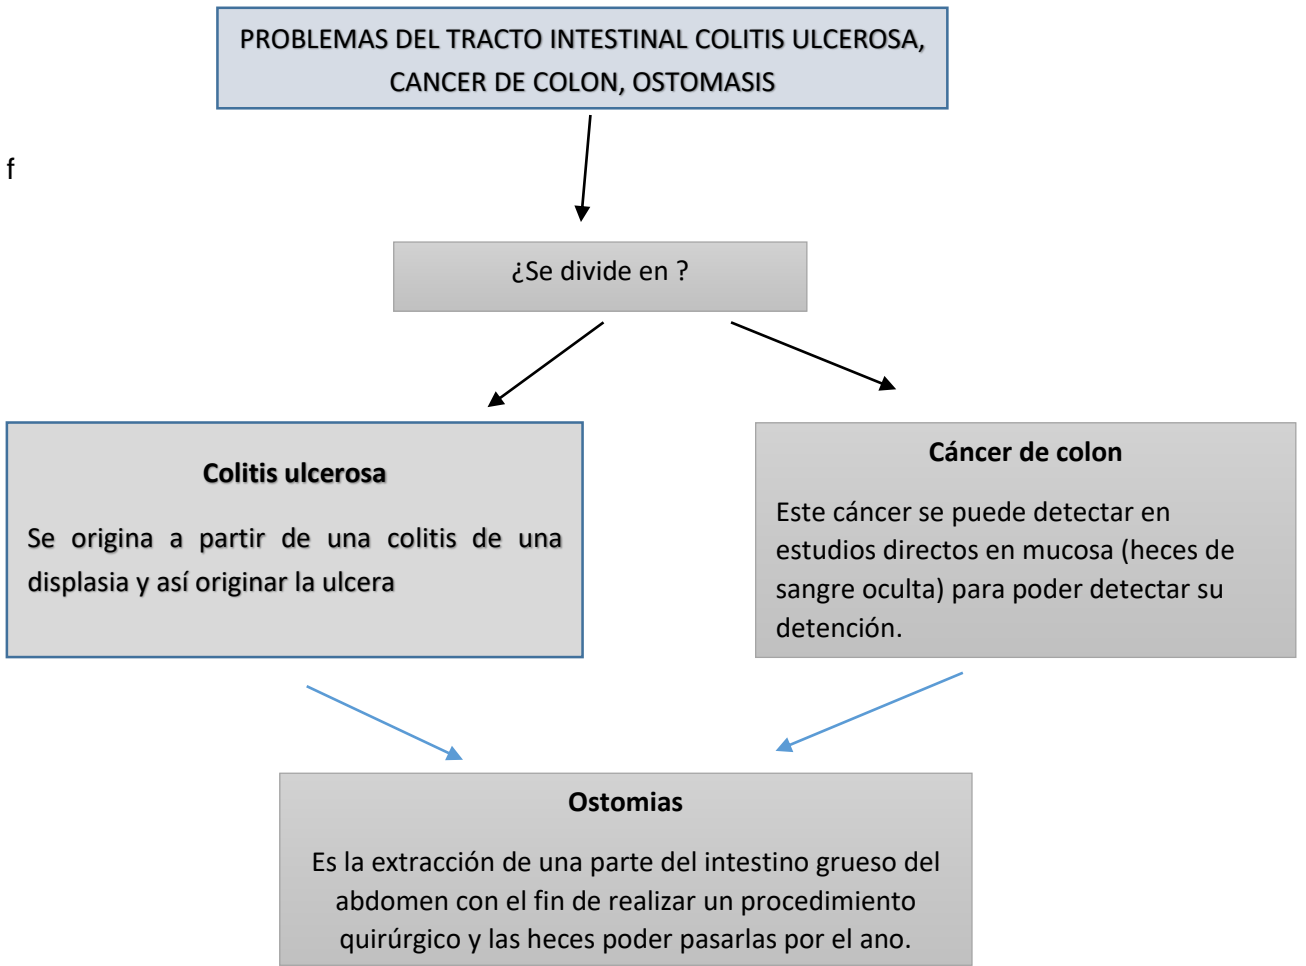 PROBLEMAS DEL TRACTO INTESTINAL COLITIS ULCEROSA,
CANCER DE COLON, OSTOMASIS
f
¿Se divide en ?
Colitis ulcerosa
Se origina a partir de una colitis de una
displasia y así originar la ulcera
Cáncer de colon
Este cáncer se puede detectar en
estudios directos en mucosa (heces de
sangre oculta) para poder detectar su
detención.
Ostomias
Es la extracción de una parte del intestino grueso del
abdomen con el fin de realizar un procedimiento
quirúrgico y las heces poder pasarlas por el ano.